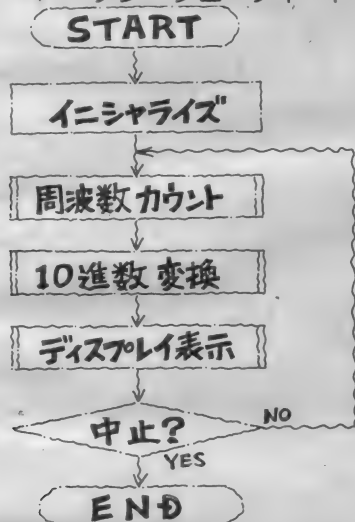 START
イニシャライズ
周波数カウント
10進数変換
ディスプレイ表示
中止?
NO
YES
END